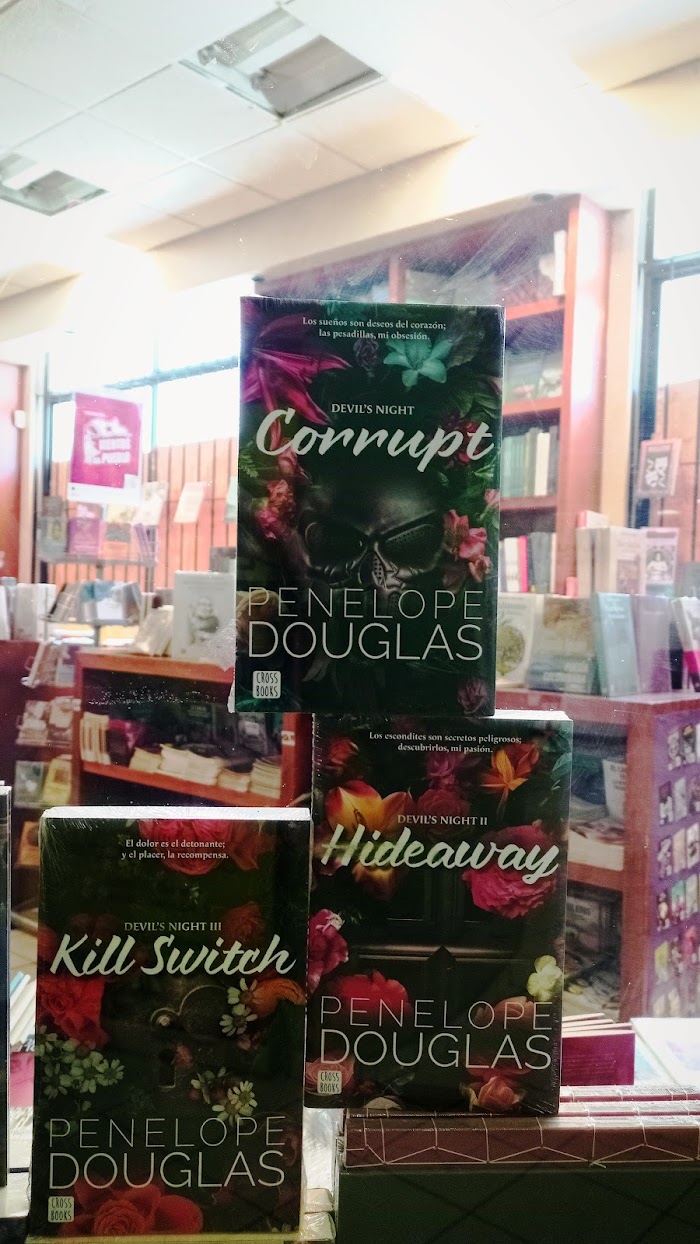 Los sueños son deseos del corazón;
las pesadillas, mi obsesión.
DEVIL'S NIGHT
Corrupt
PENELOPE
DOUGLAS
CROSS
BOOKS
Los escondites son secretos peligrosos;
descubrirlos, mi pasión.
DEVIL'S NIGHT II
Hideaway
PENELOPE
DOUGLAS
CROSS
BOOKS
El dolor es el detonante;
y el placer, la recompensa.
DEVIL'S NIGHT III
Kill Switch
PENELOPE
DOUGLAS
CROSS
BOOKS